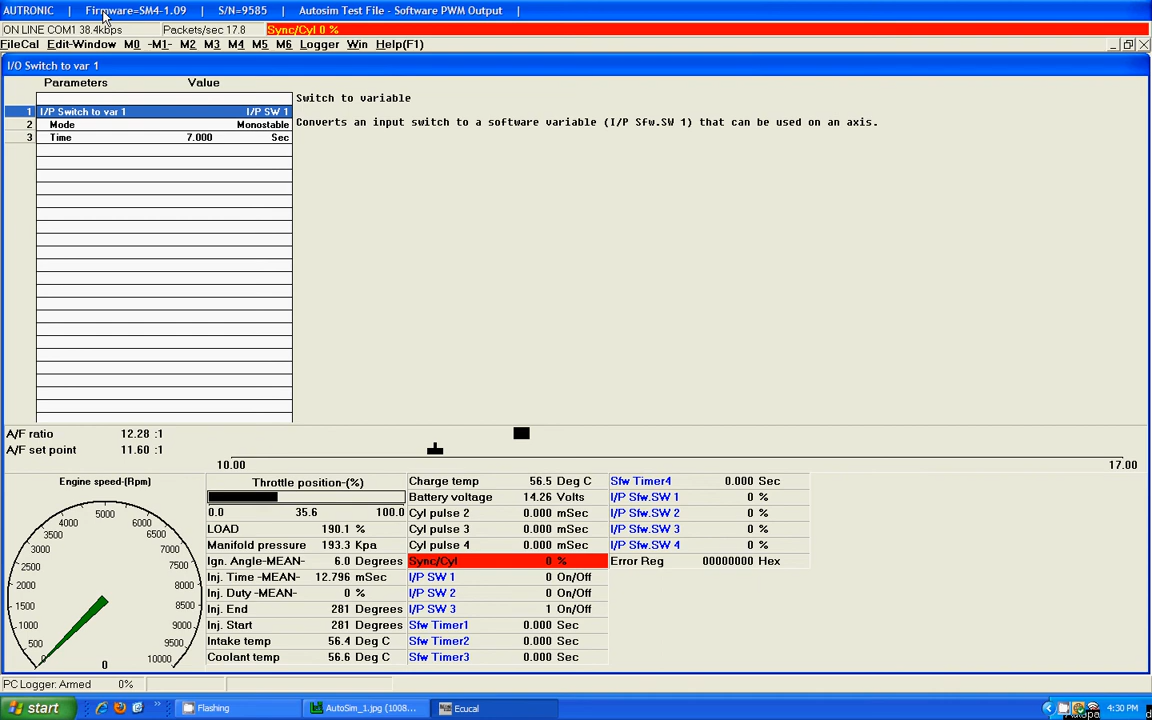 AUTRONIC | Firmware=SM4-1.09 | S/N=9585 | Autosim Test File - Software PWM Output |
ON LINE COM1 38.4kbps Packets/sec 17.8 Sync/Cyl 0 %
FileCal Edit-Window M0 -M1- M2 M3 M4 M5 M6 Logger Win Help(F1)
I/O Switch to var 1
Parameters Value
1 I/P Switch to var 1 I/P SW 1
2 Mode Monostable
3 Time 7.000 Sec
Switch to variable
Converts an input switch to a software variable (I/P Sfw.SW 1) that can be used on an axis.
A/F ratio 12.28 :1
A/F set point 11.60 :1
10.00 17.00
Engine speed-(Rpm)
0 500 1000 1500 2000 2500 3000 3500 4000 4500 5000 5500 6000 6500 7000 7500 8000 8500 9000 9500 10000
0
Throttle position-(%)
0.0 35.6 100.0
LOAD 190.1 %
Manifold pressure 193.3 Kpa
Ign. Angle-MEAN- 6.0 Degrees
Inj. Time -MEAN- 12.796 mSec
Inj. Duty -MEAN- 0 %
Inj. End 281 Degrees
Inj. Start 281 Degrees
Intake temp 56.4 Deg C
Coolant temp 56.6 Deg C
Charge temp 56.5 Deg C
Battery voltage 14.26 Volts
Cyl pulse 2 0.000 mSec
Cyl pulse 3 0.000 mSec
Cyl pulse 4 0.000 mSec
Sync/Cyl 0 %
I/P SW 1 0 On/Off
I/P SW 2 0 On/Off
I/P SW 3 1 On/Off
Sfw Timer1 0.000 Sec
Sfw Timer2 0.000 Sec
Sfw Timer3 0.000 Sec
Sfw Timer4 0.000 Sec
I/P Sfw.SW 1 0 %
I/P Sfw.SW 2 0 %
I/P Sfw.SW 3 0 %
I/P Sfw.SW 4 0 %
Error Reg 00000000 Hex
PC Logger: Armed 0%
start Flashing AutoSim_1.jpg (1008... Ecucal 4:30 PM